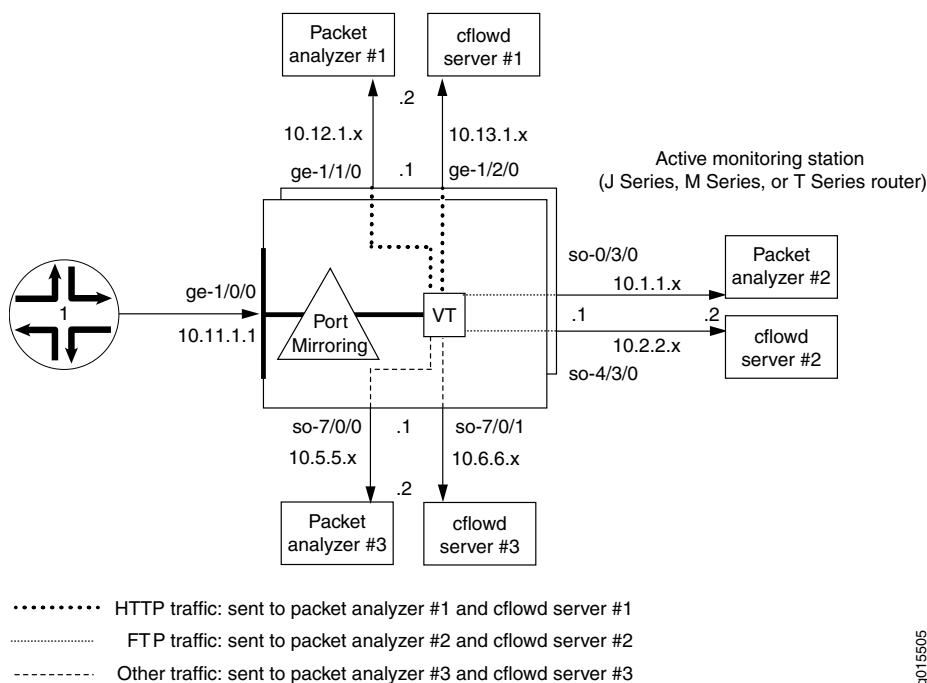 Packet
analyzer #1
cflowd
server #1
.2
10.12.1.x
10.13.1.x
ge-1/1/0
.1
ge-1/2/0
Active monitoring station
(J Series, M Series, or T Series router)
so-0/3/0
Packet
analyzer #2
10.1.1.x
ge-1/0/0
1
10.11.1.1
Port
Mirroring
VT
.1
.2
10.2.2.x
cflowd
server #2
so-4/3/0
so-7/0/0
.1
so-7/0/1
10.5.5.x
10.6.6.x
.2
Packet
analyzer #3
cflowd
server #3
HTTP traffic: sent to packet analyzer #1 and cflowd server #1
FTP traffic: sent to packet analyzer #2 and cflowd server #2
Other traffic: sent to packet analyzer #3 and cflowd server #3
g015505